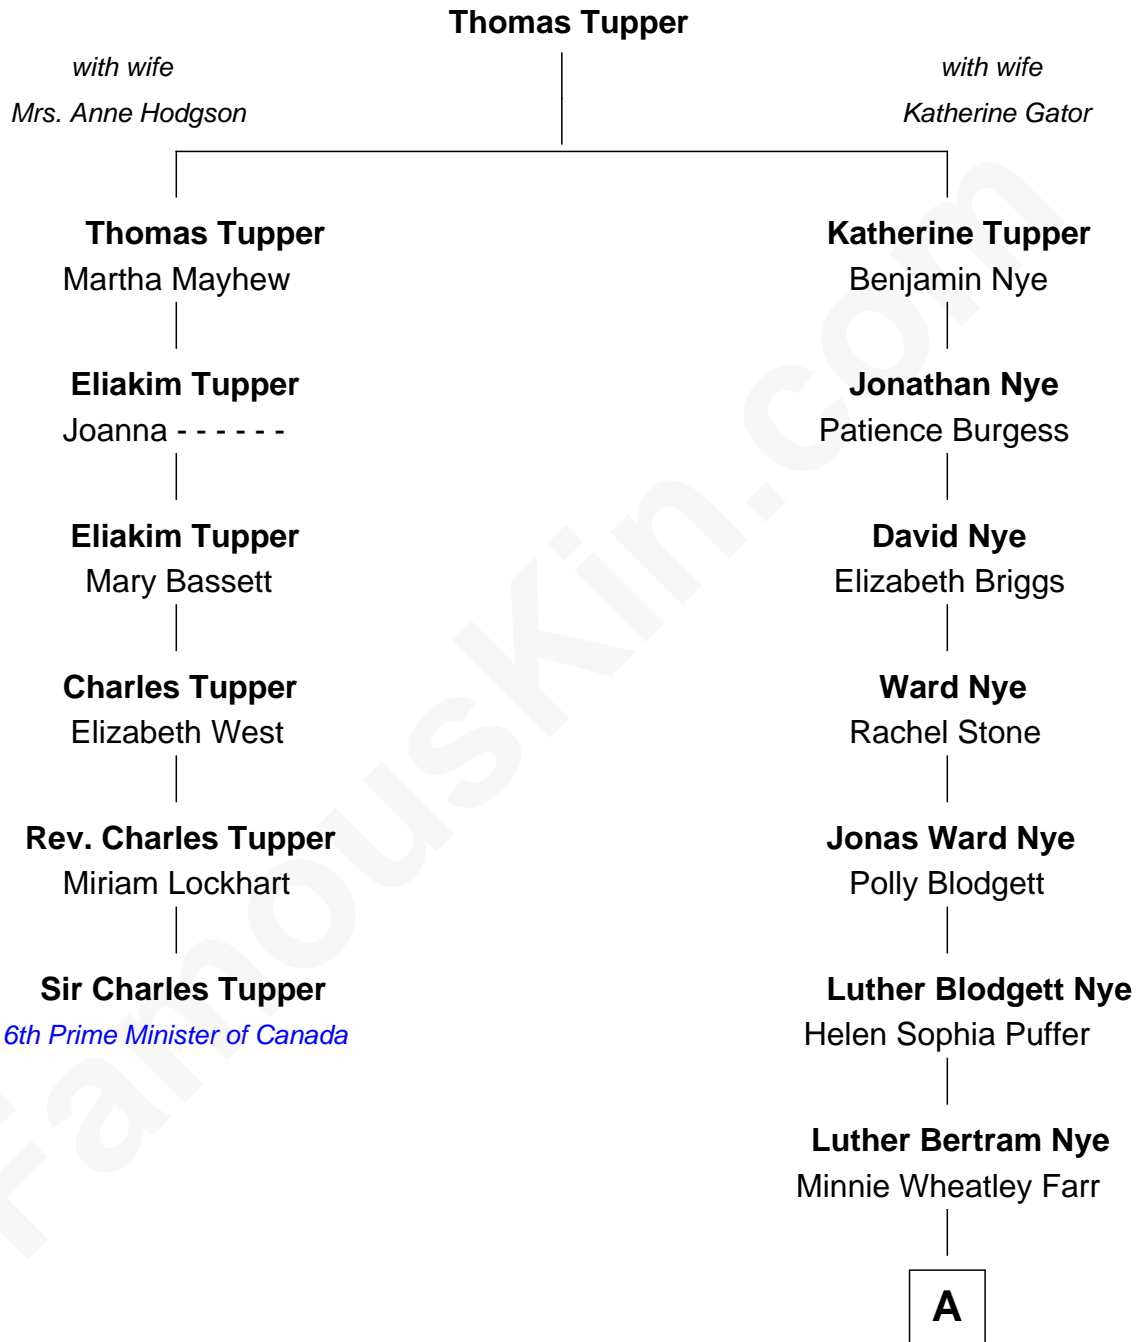 Thomas Tupper
with wife
Mrs. Anne Hodgson
with wife
Katherine Gator
Thomas Tupper
Martha Mayhew
Eliakim Tupper
Joanna - - - - - -
Eliakim Tupper
Mary Bassett
Charles Tupper
Elizabeth West
Rev. Charles Tupper
Miriam Lockhart
Sir Charles Tupper
6th Prime Minister of Canada
Katherine Tupper
Benjamin Nye
Jonathan Nye
Patience Burgess
David Nye
Elizabeth Briggs
Ward Nye
Rachel Stone
Jonas Ward Nye
Polly Blodgett
Luther Blodgett Nye
Helen Sophia Puffer
Luther Bertram Nye
Minnie Wheatley Farr
A
FamousKin.com